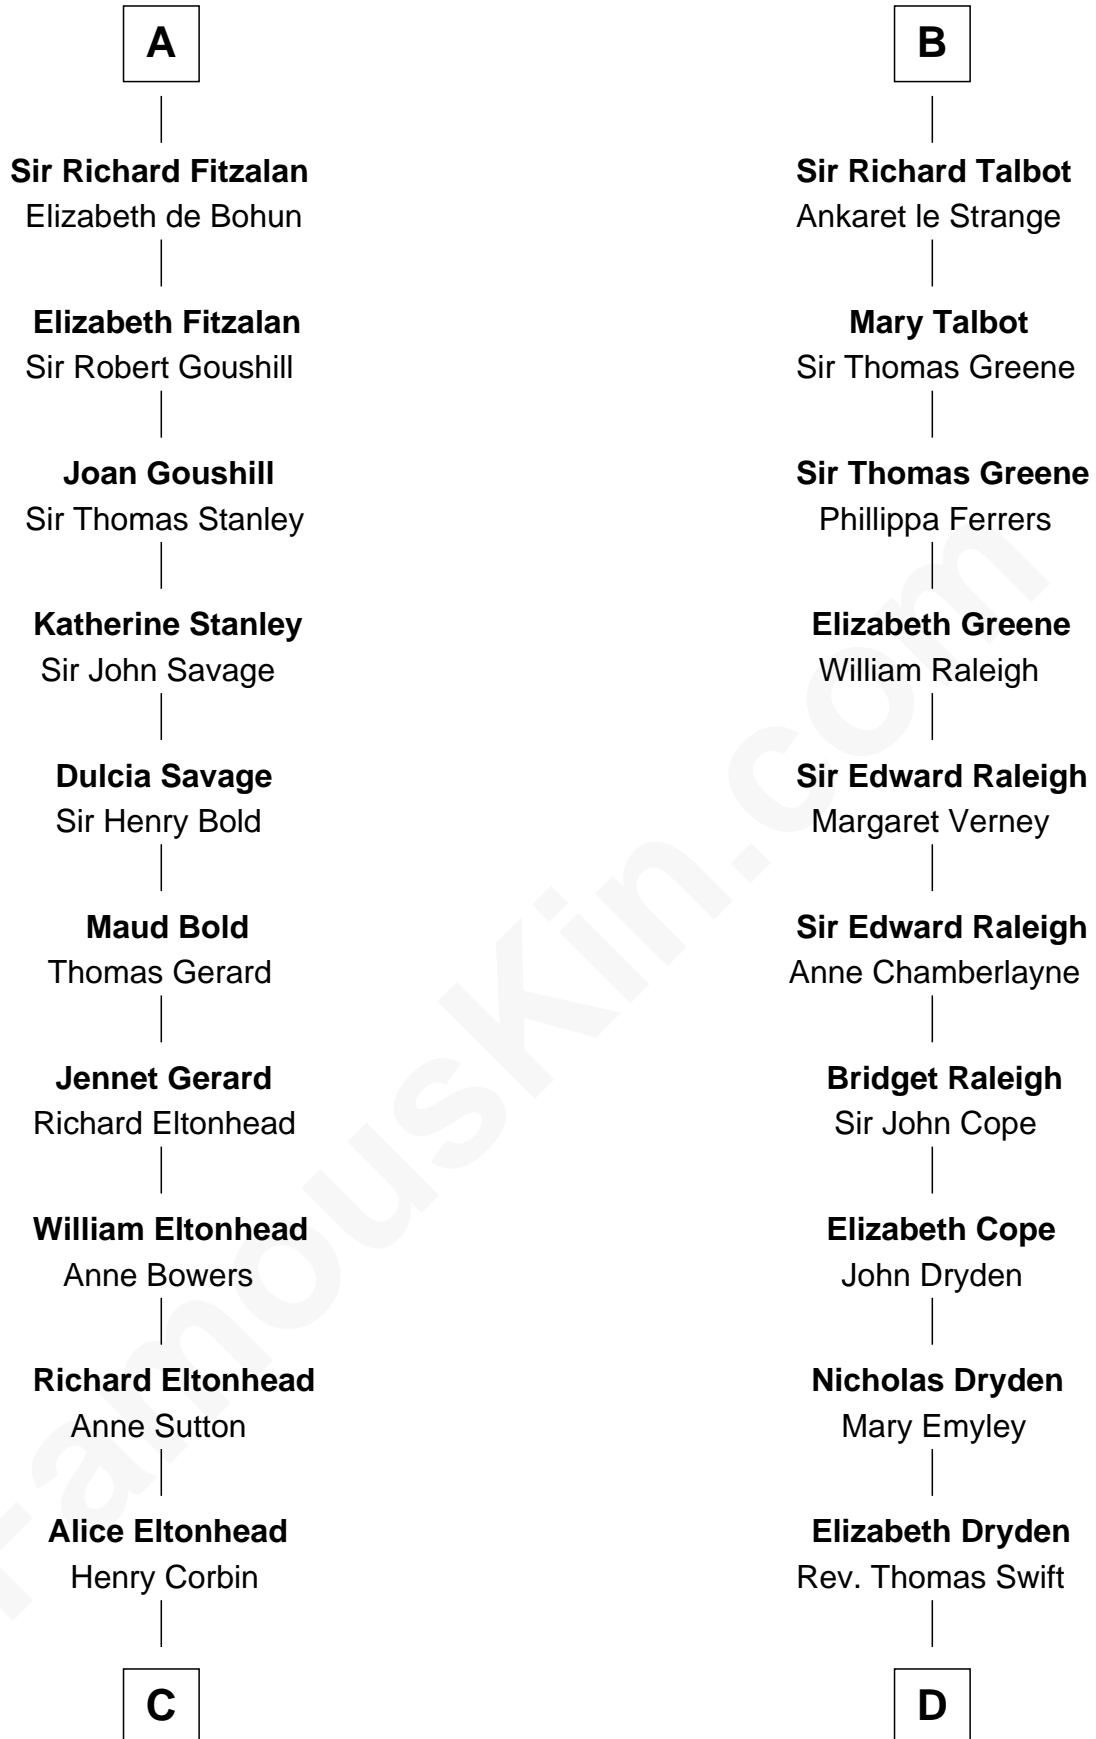 A
Sir Richard Fitzalan
Elizabeth de Bohun
Elizabeth Fitzalan
Sir Robert Goushill
Joan Goushill
Sir Thomas Stanley
Katherine Stanley
Sir John Savage
Dulcia Savage
Sir Henry Bold
Maud Bold
Thomas Gerard
Jennet Gerard
Richard Eltonhead
William Eltonhead
Anne Bowers
Richard Eltonhead
Anne Sutton
Alice Eltonhead
Henry Corbin
C
B
Sir Richard Talbot
Ankaret le Strange
Mary Talbot
Sir Thomas Greene
Sir Thomas Greene
Phillippa Ferrers
Elizabeth Greene
William Raleigh
Sir Edward Raleigh
Margaret Verney
Sir Edward Raleigh
Anne Chamberlayne
Bridget Raleigh
Sir John Cope
Elizabeth Cope
John Dryden
Nicholas Dryden
Mary Emyley
Elizabeth Dryden
Rev. Thomas Swift
D
FamousKin.com